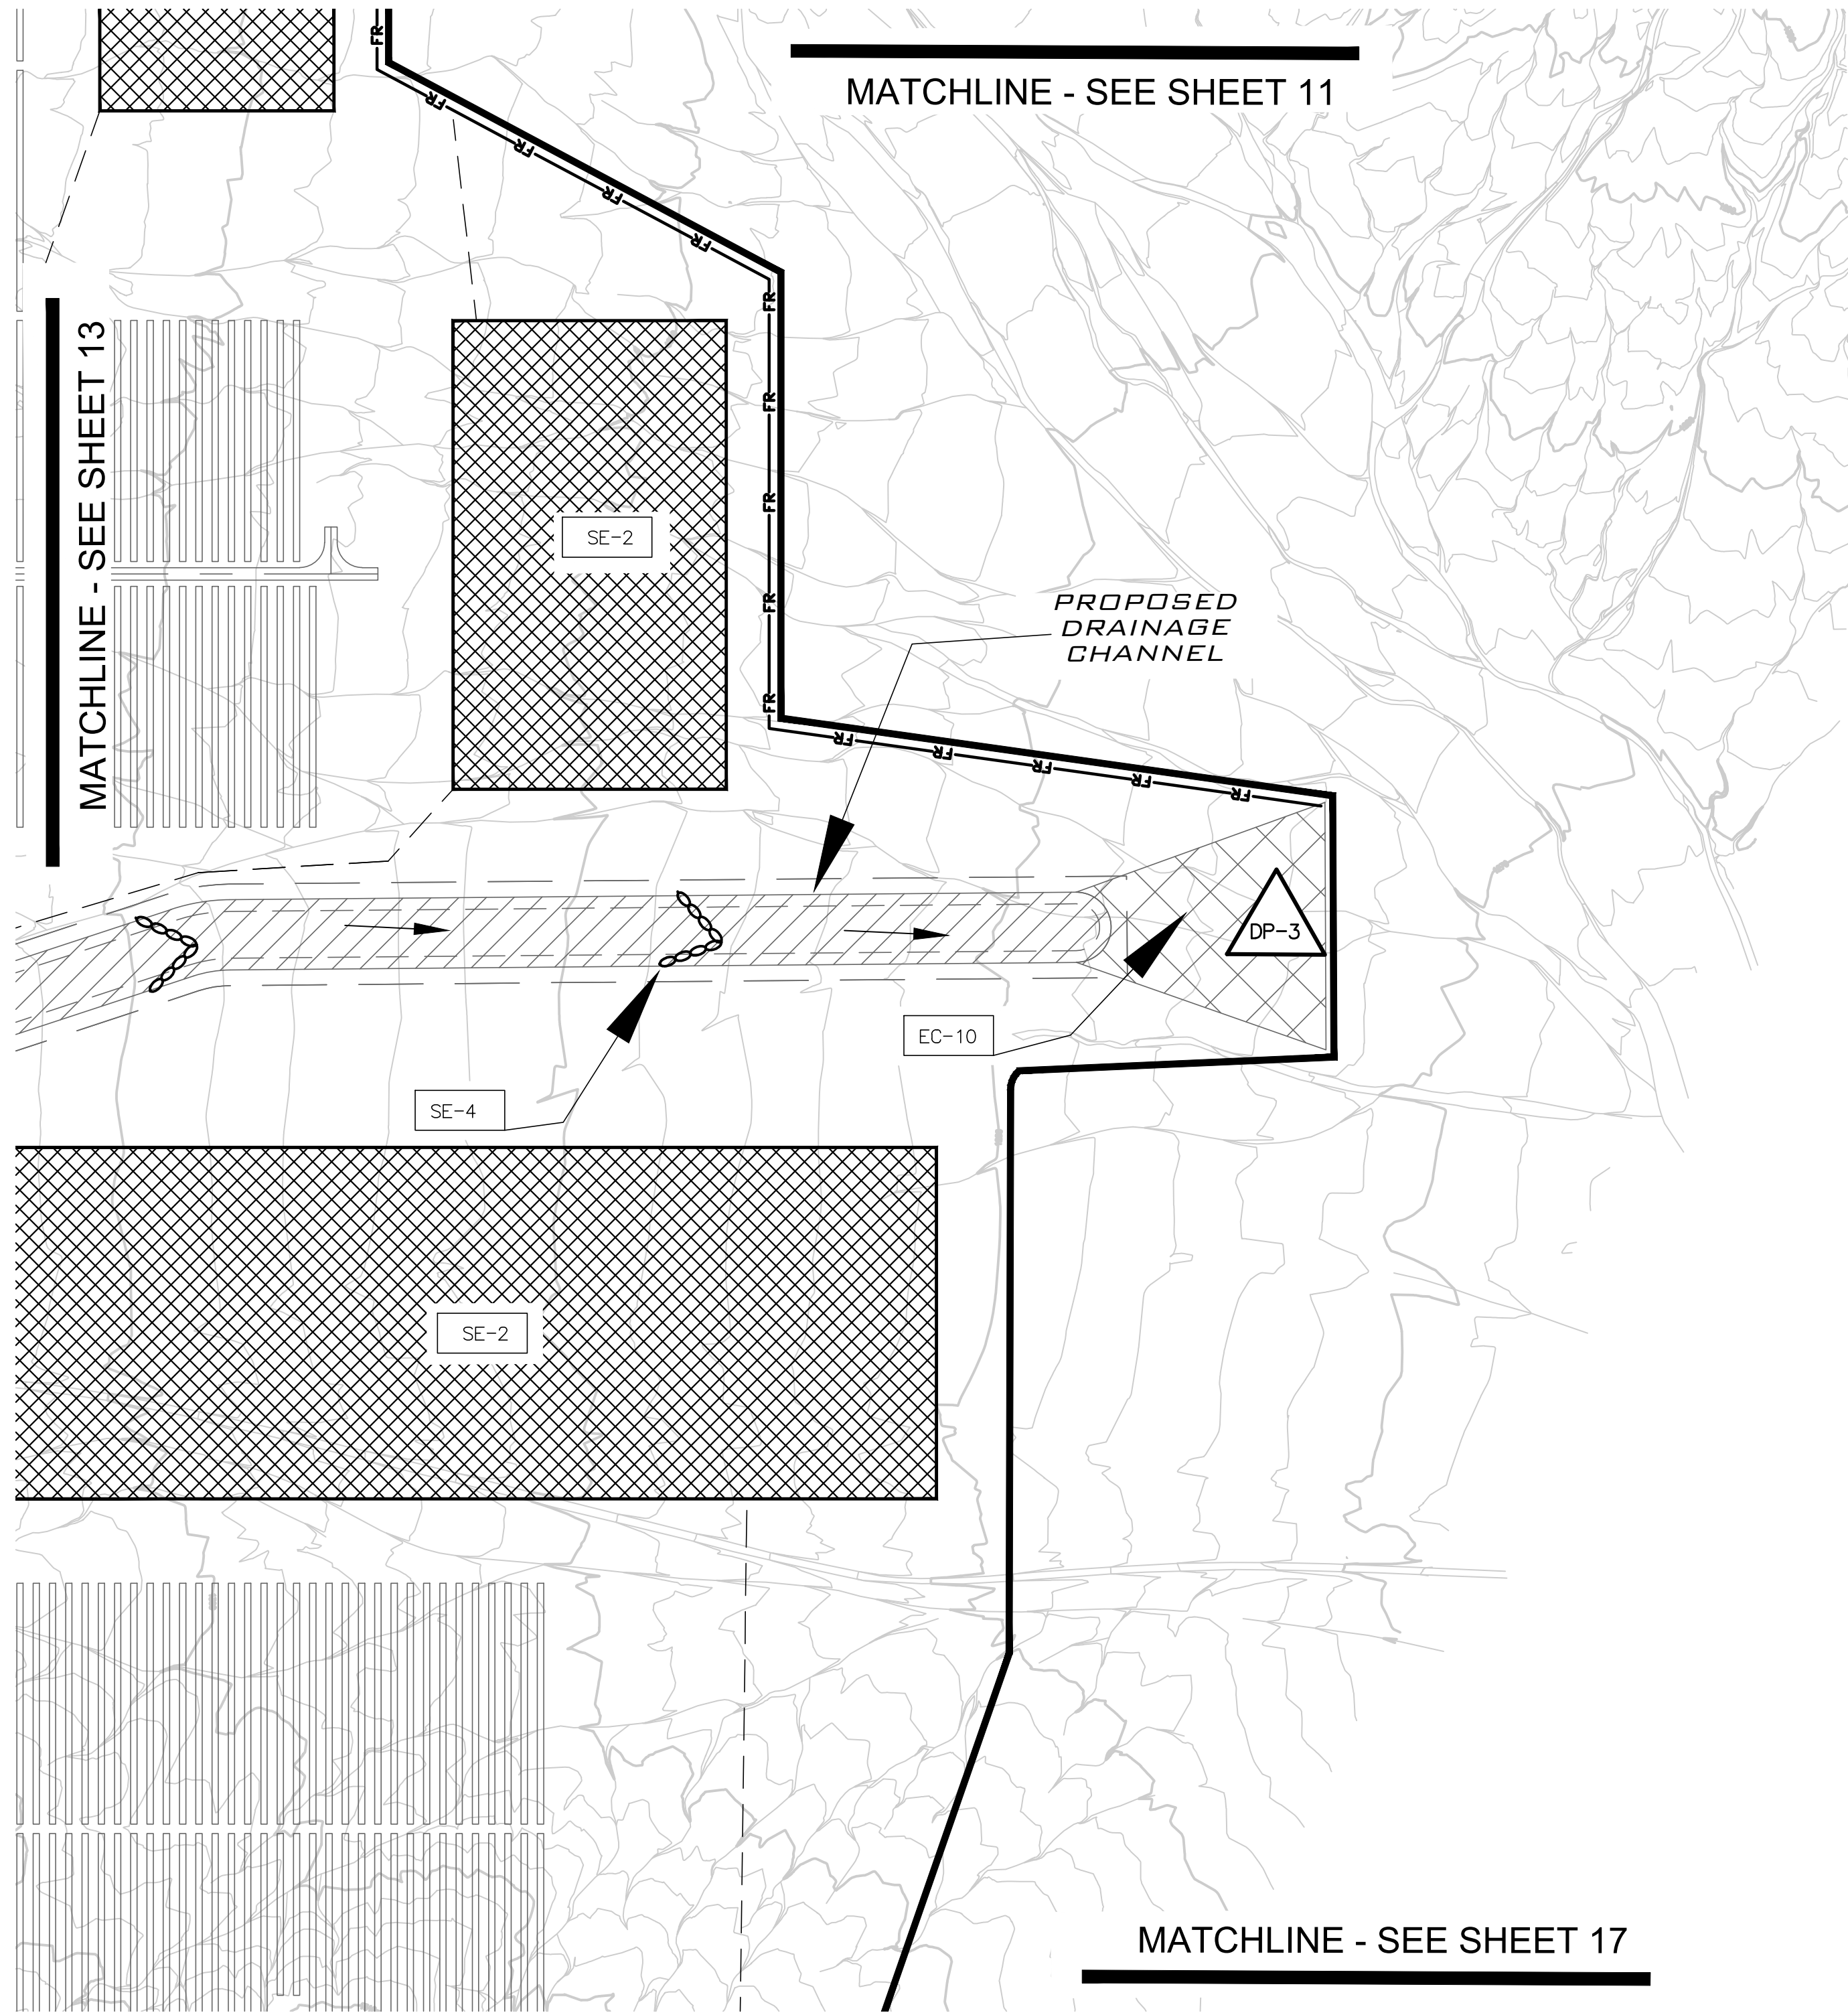 FR
MATCHLINE - SEE SHEET 11
FR
FR
FR
FR
FR
MATCHLINE - SEE SHEET 13
FR
FR
SE-2
FR
PROPOSED
DRAINAGE
CHANNEL
FR
FR
FR
FR
FR
FR
DP-3
EC-10
SE-4
SE-2
MATCHLINE - SEE SHEET 17